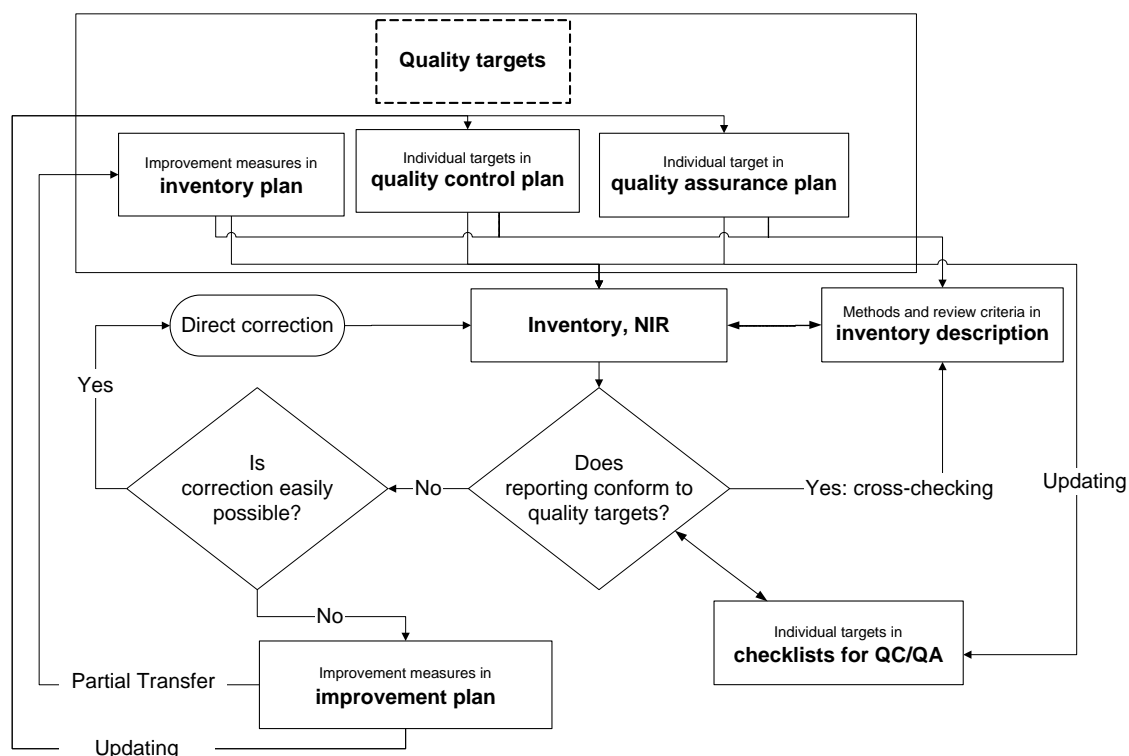 Quality targets
Improvement measures in
inventory plan
Individual targets in
quality control plan
Individual target in
quality assurance plan
Direct correction
Inventory, NIR
Methods and review criteria in
inventory description
Yes
Is
correction easily
possible?
No
Does
reporting conform to
quality targets?
Yes: cross-checking
Updating
No
Individual targets in
checklists for QC/QA
Improvement measures in
improvement plan
Partial Transfer
Updating